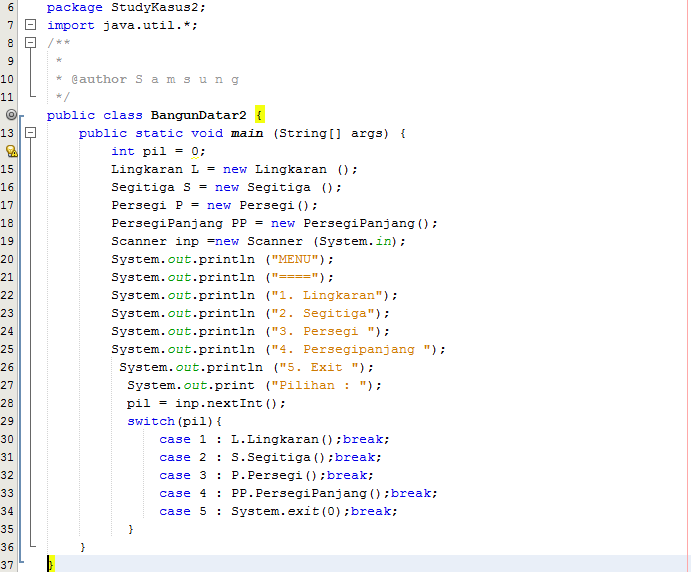 6 package StudyKasus2;
7 import java.util.*;
8 /**
9 *
10 * @author S a m s u n g
11 */
public class BangunDatar2 {
13 public static void main (String[] args) {
int pil = 0;
15 Lingkaran L = new Lingkaran ();
16 Segitiga S = new Segitiga ();
17 Persegi P = new Persegi();
18 PersegiPanjang PP = new PersegiPanjang();
19 Scanner inp =new Scanner (System.in);
20 System.out.println ("MENU");
21 System.out.println ("====");
22 System.out.println ("1. Lingkaran");
23 System.out.println ("2. Segitiga");
24 System.out.println ("3. Persegi ");
25 System.out.println ("4. Persegipanjang ");
26 System.out.println ("5. Exit ");
27 System.out.print ("Pilihan : ");
28 pil = inp.nextInt();
29 switch(pil){
30 case 1 : L.Lingkaran();break;
31 case 2 : S.Segitiga();break;
32 case 3 : P.Persegi();break;
33 case 4 : PP.PersegiPanjang();break;
34 case 5 : System.exit(0);break;
35 }
36 }
37 }